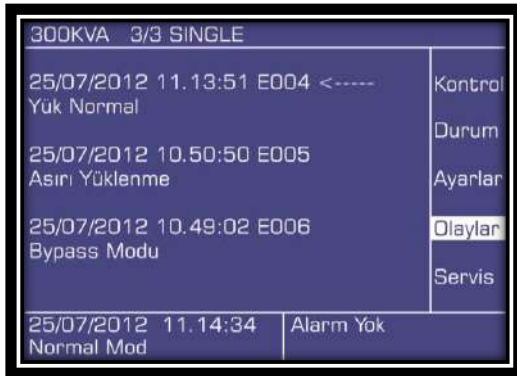 300KVA 3/3 SINGLE
25/07/2012 11.13:51 E004 <-----
Yük Normal
25/07/2012 10.50:50 E005
Asırı Yüklenme
25/07/2012 10.49:02 E006
Bypass Modu
Kontrol
Durum
Ayarlar
Olaylar
Servis
25/07/2012 11.14:34
Normal Mod
Alarm Yok